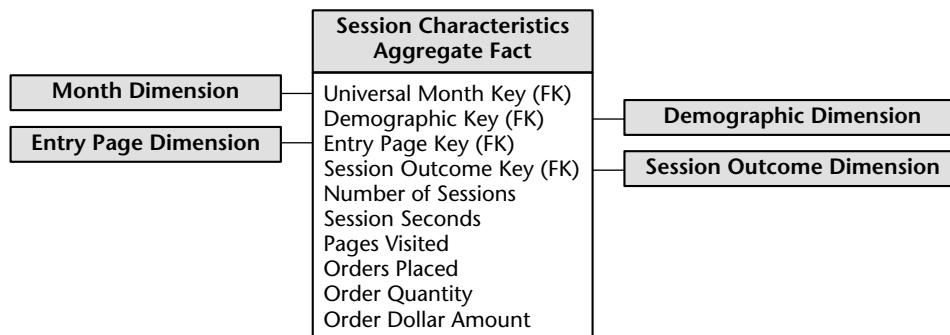 Session Characteristics
Aggregate Fact
Month Dimension
Entry Page Dimension
Universal Month Key (FK)
Demographic Key (FK)
Entry Page Key (FK)
Session Outcome Key (FK)
Number of Sessions
Session Seconds
Pages Visited
Orders Placed
Order Quantity
Order Dollar Amount
Demographic Dimension
Session Outcome Dimension